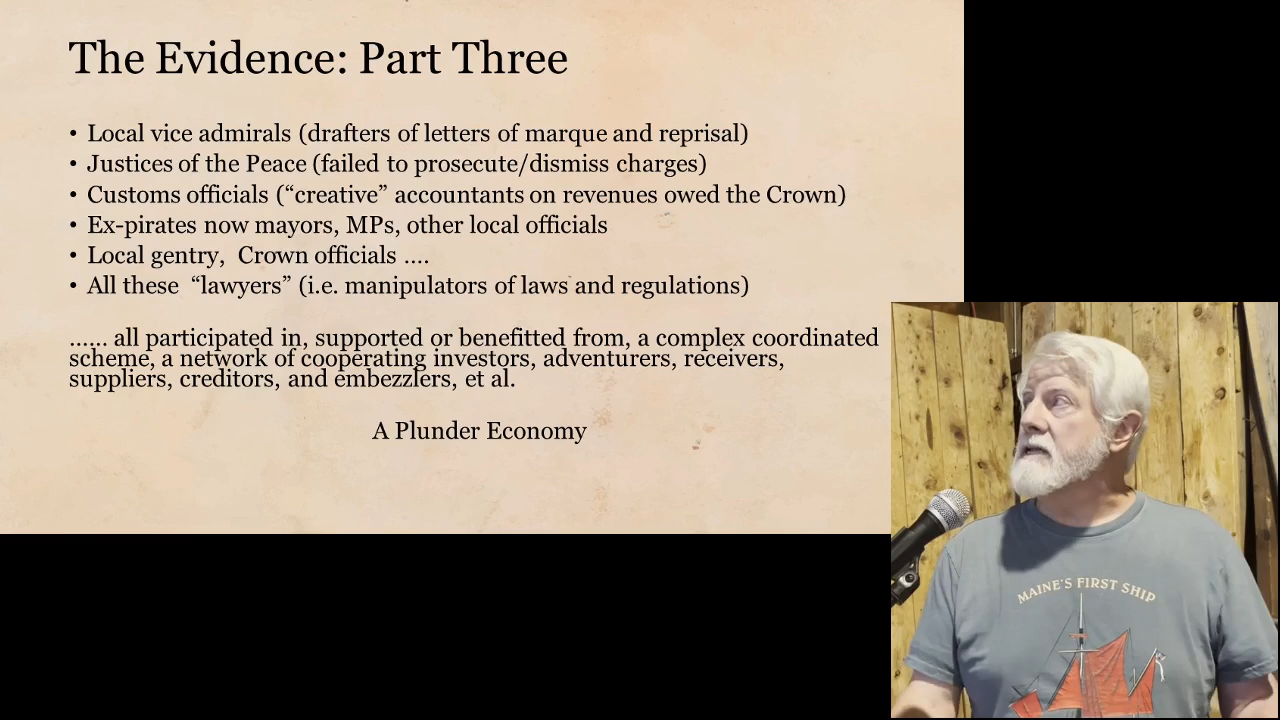 The Evidence: Part Three
• Local vice admirals (drafters of letters of marque and reprisal)
• Justices of the Peace (failed to prosecute/dismiss charges)
• Customs officials (“creative” accountants on revenues owed the Crown)
• Ex-pirates now mayors, MPs, other local officials
• Local gentry,  Crown officials ….
• All these  “lawyers” (i.e. manipulators of laws and regulations)
…… all participated in, supported or benefitted from, a complex coordinated
scheme, a network of cooperating investors, adventurers, receivers,
suppliers, creditors, and embezzlers, et al.
A Plunder Economy
MAINE'S FIRST SHIP